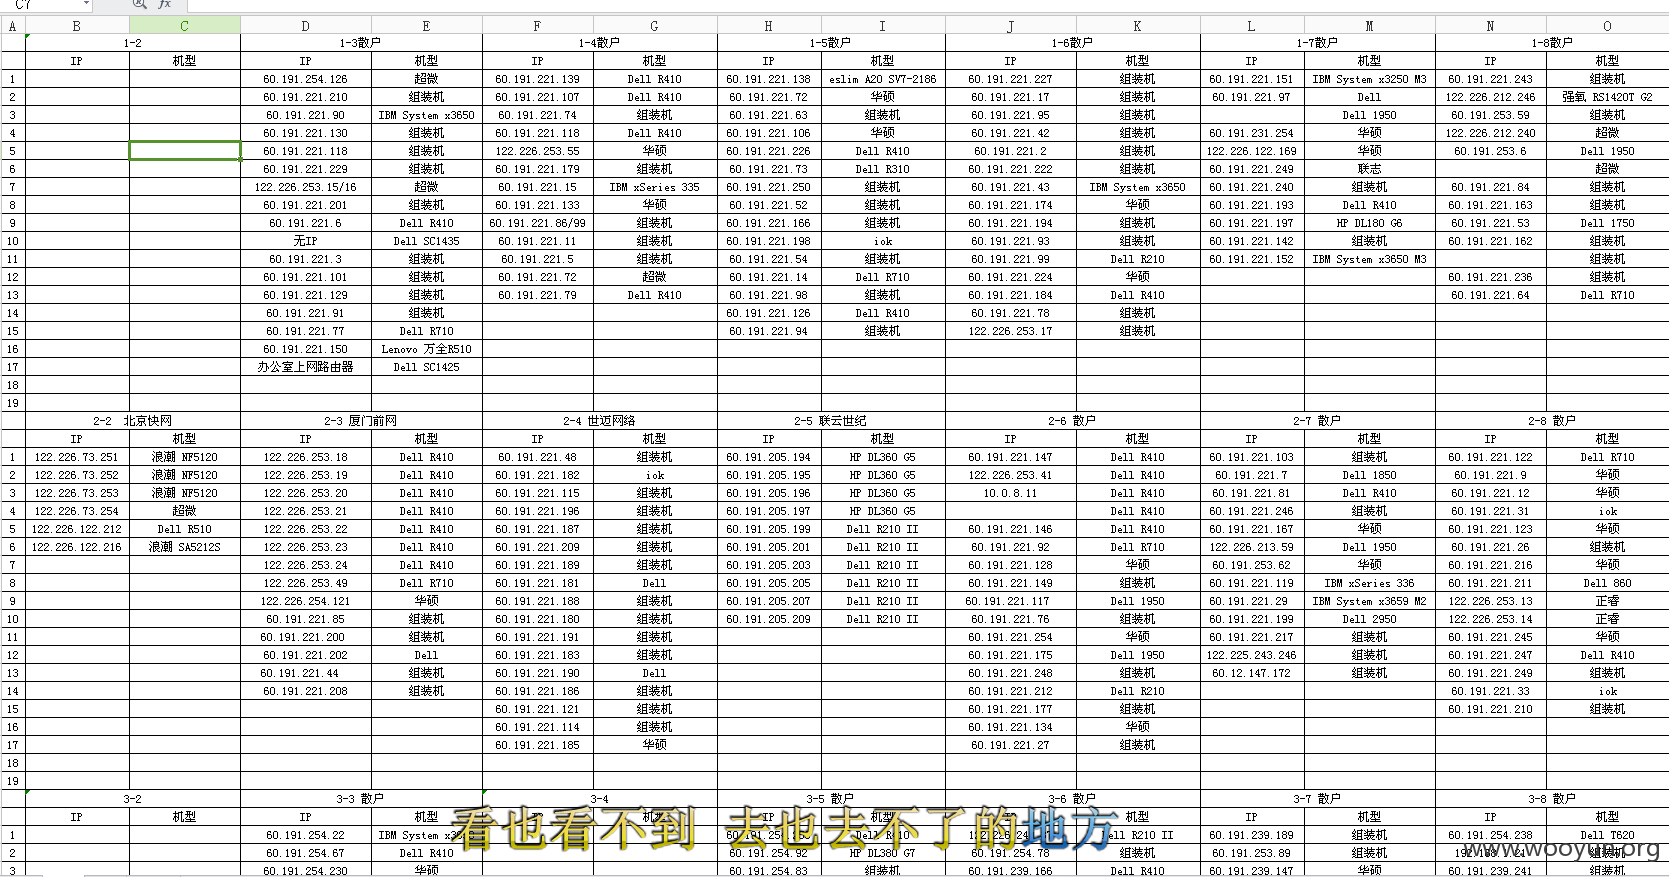 C7 fx
A B C D E F G H I J K L M N O
1-2 1-3散户 1-4散户 1-5散户 1-6散户 1-7散户 1-8散户
IP 机型 IP 机型 IP 机型 IP 机型 IP 机型 IP 机型 IP 机型
1 60.191.254.126 超微 60.191.221.139 Dell R410 60.191.221.138 eslim A20 SV7-2186 60.191.221.227 组装机 60.191.221.151 IBM System x3250 M3 60.191.221.243 组装机
2 60.191.221.210 组装机 60.191.221.107 Dell R410 60.191.221.72 华硕 60.191.221.17 组装机 60.191.221.97 Dell 122.226.212.246 强氧 RS1420T G2
3 60.191.221.90 IBM System x3650 60.191.221.74 组装机 60.191.221.63 组装机 60.191.221.95 组装机 Dell 1950 60.191.253.59 组装机
4 60.191.221.130 组装机 60.191.221.118 Dell R410 60.191.221.106 华硕 60.191.221.42 组装机 60.191.231.254 华硕 122.226.212.240 超微
5 60.191.221.118 组装机 122.226.253.55 华硕 60.191.221.226 Dell R410 60.191.221.2 组装机 122.226.122.169 华硕 60.191.253.6 Dell 1950
6 60.191.221.229 组装机 60.191.221.179 组装机 60.191.221.73 Dell R310 60.191.221.222 组装机 60.191.221.249 联志 超微
7 122.226.253.15/16 超微 60.191.221.15 IBM xSeries 335 60.191.221.250 组装机 60.191.221.43 IBM System x3650 60.191.221.240 组装机 60.191.221.84 组装机
8 60.191.221.201 组装机 60.191.221.133 华硕 60.191.221.52 组装机 60.191.221.174 华硕 60.191.221.193 Dell R410 60.191.221.163 组装机
9 60.191.221.6 Dell R410 60.191.221.86/99 组装机 60.191.221.166 组装机 60.191.221.194 组装机 60.191.221.197 HP DL180 G6 60.191.221.53 Dell 1750
10 无IP Dell SC1435 60.191.221.11 组装机 60.191.221.198 iok 60.191.221.93 组装机 60.191.221.142 组装机 60.191.221.162 组装机
11 60.191.221.3 组装机 60.191.221.5 组装机 60.191.221.54 组装机 60.191.221.99 Dell R210 60.191.221.152 IBM System x3650 M3 组装机
12 60.191.221.101 组装机 60.191.221.72 超微 60.191.221.14 Dell R710 60.191.221.224 华硕 60.191.221.236 组装机
13 60.191.221.129 组装机 60.191.221.79 Dell R410 60.191.221.98 组装机 60.191.221.184 Dell R410 60.191.221.64 Dell R710
14 60.191.221.91 组装机 60.191.221.126 Dell R410 60.191.221.78 组装机
15 60.191.221.77 Dell R710 60.191.221.94 组装机 122.226.253.17 组装机
16 60.191.221.150 Lenovo 万全R510
17 办公室上网路由器 Dell SC1425
18
19
2-2 北京快网 2-3 厦门前网 2-4 世迈网络 2-5 联云世纪 2-6 散户 2-7 散户 2-8 散户
IP 机型 IP 机型 IP 机型 IP 机型 IP 机型 IP 机型 IP 机型
1 122.226.73.251 浪潮 NF5120 122.226.253.18 Dell R410 60.191.221.48 组装机 60.191.205.194 HP DL360 G5 60.191.221.147 Dell R410 60.191.221.103 组装机 60.191.221.122 Dell R710
2 122.226.73.252 浪潮 NF5120 122.226.253.19 Dell R410 60.191.221.182 iok 60.191.205.195 HP DL360 G5 122.226.253.41 Dell R410 60.191.221.7 Dell 1850 60.191.221.9 华硕
3 122.226.73.253 浪潮 NF5120 122.226.253.20 Dell R410 60.191.221.115 组装机 60.191.205.196 HP DL360 G5 10.0.8.11 Dell R410 60.191.221.81 Dell R410 60.191.221.12 华硕
4 122.226.73.254 超微 122.226.253.21 Dell R410 60.191.221.196 组装机 60.191.205.197 HP DL360 G5 Dell R410 60.191.221.246 组装机 60.191.221.31 iok
5 122.226.122.212 Dell R510 122.226.253.22 Dell R410 60.191.221.187 组装机 60.191.205.199 Dell R210 II 60.191.221.146 Dell R410 60.191.221.167 华硕 60.191.221.123 华硕
6 122.226.122.216 浪潮 SA5212S 122.226.253.23 Dell R410 60.191.221.209 组装机 60.191.205.201 Dell R210 II 60.191.221.92 Dell R710 122.226.213.59 Dell 1950 60.191.221.26 组装机
7 122.226.253.24 Dell R410 60.191.221.189 组装机 60.191.205.203 Dell R210 II 60.191.221.128 华硕 60.191.253.62 华硕 60.191.221.216 华硕
8 122.226.253.49 Dell R710 60.191.221.181 Dell 60.191.205.205 Dell R210 II 60.191.221.149 组装机 60.191.221.119 IBM xSeries 336 60.191.221.211 Dell 860
9 122.226.254.121 华硕 60.191.221.188 组装机 60.191.205.207 Dell R210 II 60.191.221.117 Dell 1950 60.191.221.29 IBM System x3659 M2 122.226.253.13 正睿
10 60.191.221.85 组装机 60.191.221.180 组装机 60.191.205.209 Dell R210 II 60.191.221.76 组装机 60.191.221.199 Dell 2950 122.226.253.14 正睿
11 60.191.221.200 组装机 60.191.221.191 组装机 60.191.221.254 华硕 60.191.221.217 组装机 60.191.221.245 华硕
12 60.191.221.202 Dell 60.191.221.183 组装机 60.191.221.175 Dell 1950 122.225.243.246 组装机 60.191.221.247 Dell R410
13 60.191.221.44 组装机 60.191.221.190 Dell 60.191.221.248 组装机 60.12.147.172 组装机 60.191.221.249 组装机
14 60.191.221.208 组装机 60.191.221.186 组装机 60.191.221.212 Dell R210 60.191.221.33 iok
15 60.191.221.121 组装机 60.191.221.177 组装机 60.191.221.210 组装机
16 60.191.221.114 组装机 60.191.221.134 华硕
17 60.191.221.185 华硕 60.191.221.27 组装机
18
19
3-2 3-3 散户 3-4 3-5 散户 3-6 散户 3-7 散户 3-8 散户
IP 机型 IP 机型 IP 机型 IP 机型 IP 机型 IP 机型 IP 机型
1 60.191.254.22 IBM System Dell R210 II 60.191.239.189 组装机 60.191.254.238 Dell T620
看也看不到 去也去不了的地方
2 60.191.254.67 Dell R410 60.191.254.92 HP DL380 G7 60.191.254.78 组装机 60.191.253.89 组装机
www.wooyun.org
3 60.191.254.230 华硕 60.191.254.83 组装机 60.191.239.166 Dell R410 60.191.239.147 华硕 60.191.239.241 组装机